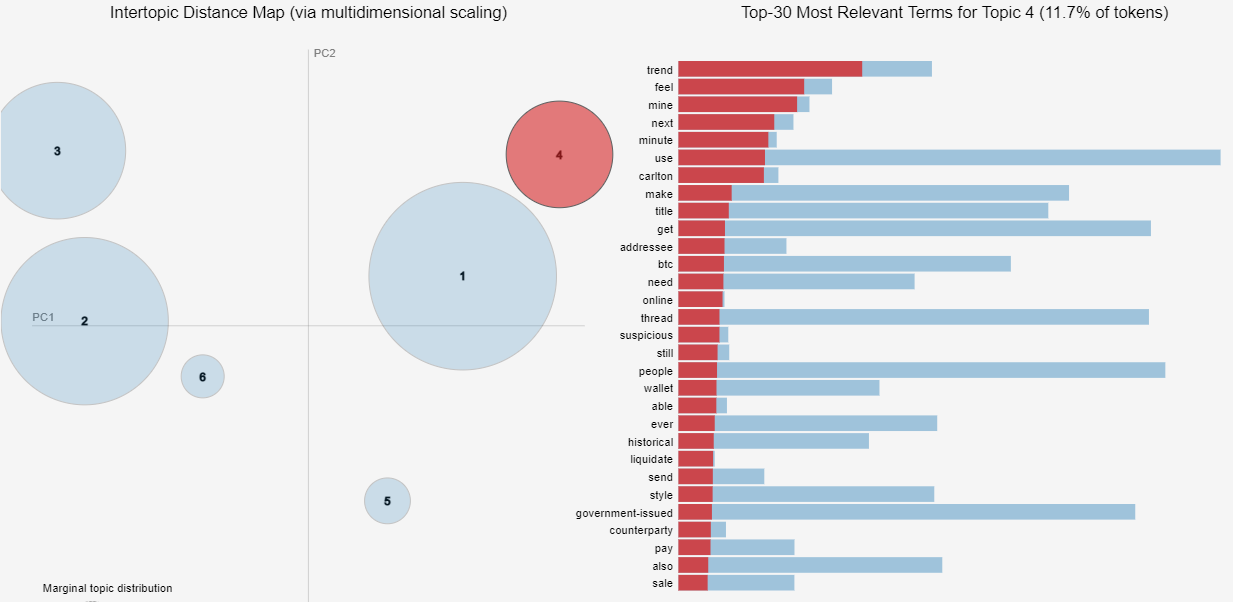 Intertopic Distance Map (via multidimensional scaling)
PC2
3
4
1
PC1
2
6
5
Marginal topic distribution
Top-30 Most Relevant Terms for Topic 4 (11.7% of tokens)
trend
feel
mine
next
minute
use
carlton
make
title
get
addressee
btc
need
online
thread
suspicious
still
people
wallet
able
ever
historical
liquidate
send
style
government-issued
counterparty
pay
also
sale